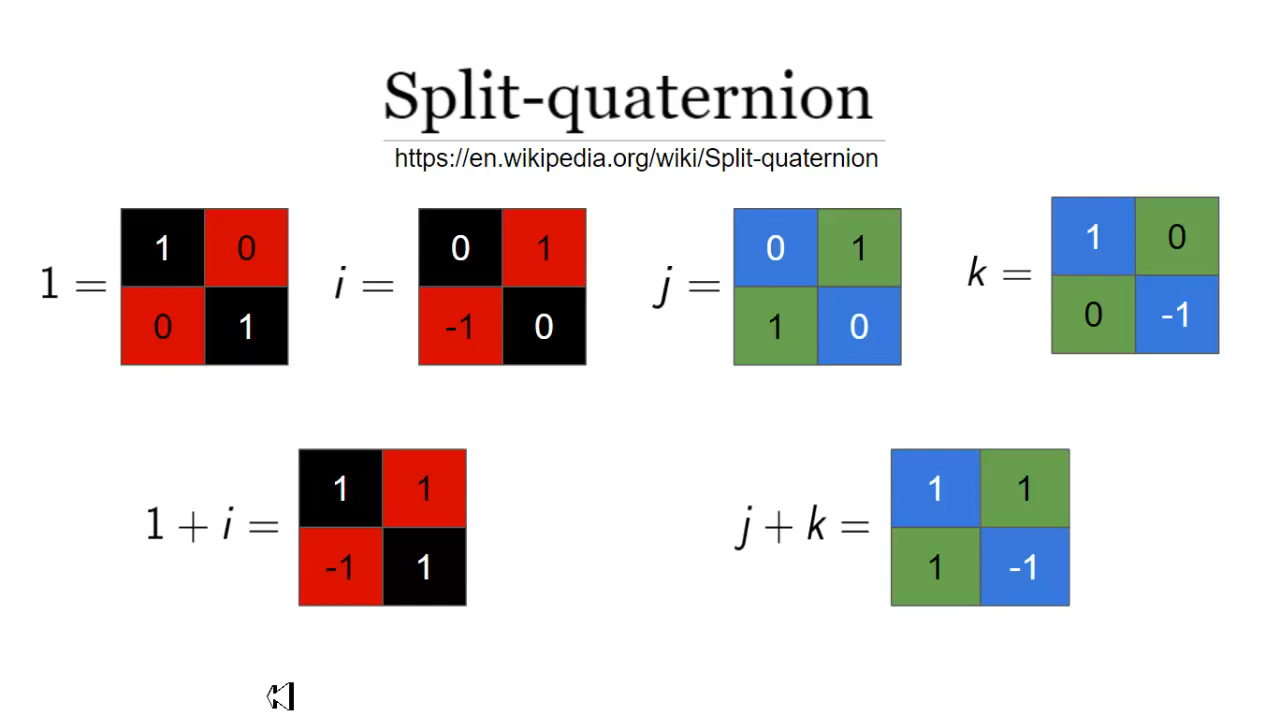 Split-quaternion
https://en.wikipedia.org/wiki/Split-quaternion
1 = 1 0 i = 0 1 j = 0 1 k = 1 0
0 1 -1 0 1 0 0 -1
1 + i = 1 1 j + k = 1 1
-1 1 1 -1